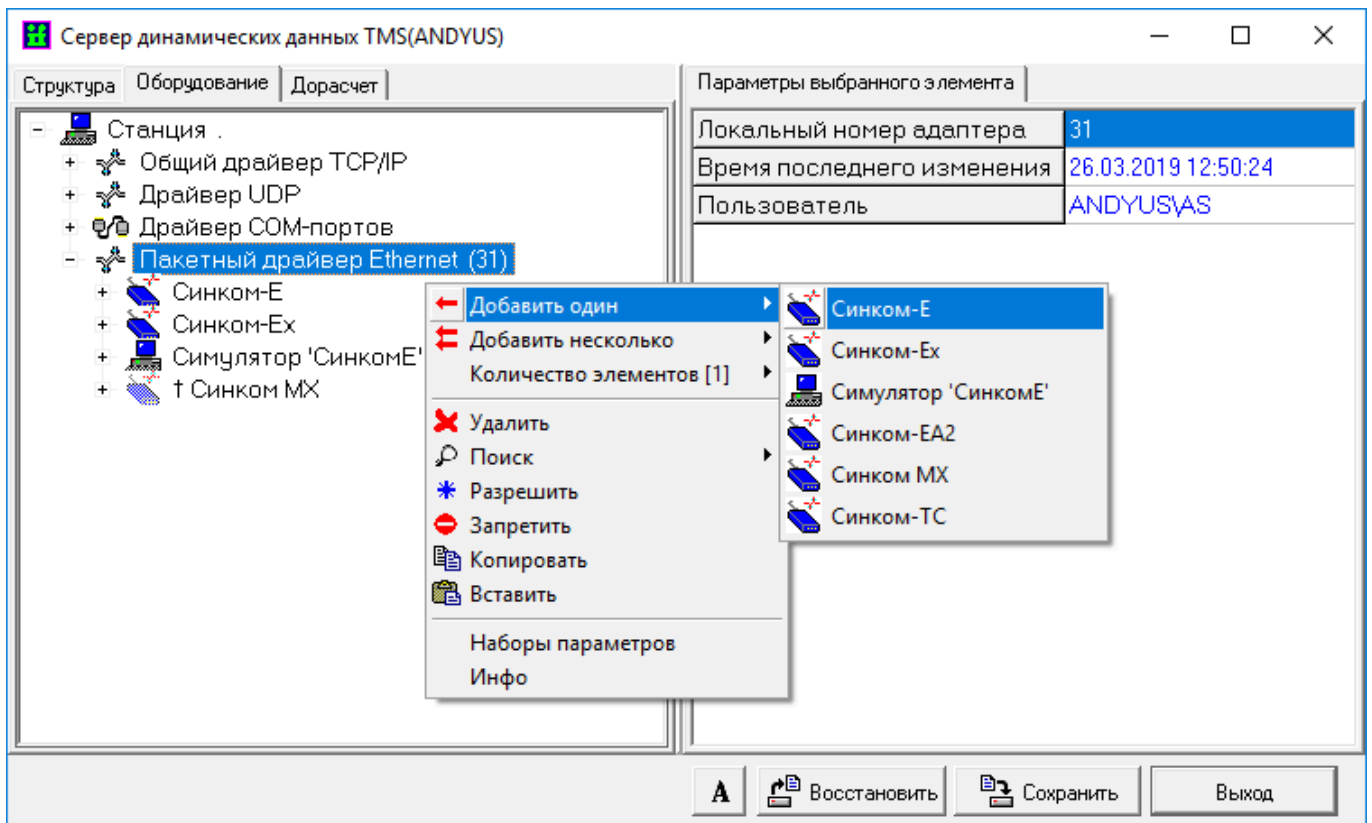 Сервер динамических данных TMS(ANDYUS)
Структура Оборудование Дорасчет
Станция .
Общий драйвер TCP/IP
Драйвер UDP
Драйвер COM-портов
Пакетный драйвер Ethernet (31)
Синком-Е
Синком-Ех
Симулятор 'СинкомЕ'
† Синком МХ
Добавить один
Добавить несколько
Количество элементов [1]
Удалить
Поиск
Разрешить
Запретить
Копировать
Вставить
Наборы параметров
Инфо
Синком-Е
Синком-Ех
Симулятор 'СинкомЕ'
Синком-ЕА2
Синком МХ
Синком-ТС
Параметры выбранного элемента
Локальный номер адаптера 31
Время последнего изменения 26.03.2019 12:50:24
Пользователь ANDYUS\AS
A Восстановить Сохранить Выход